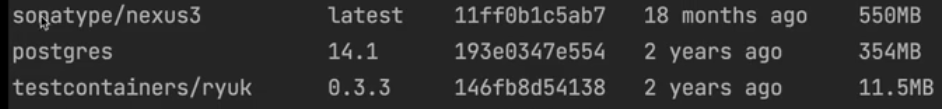 sonatype/nexus3 latest 11ff0b1c5ab7 18 months ago 550MB
postgres 14.1 193e0347e554 2 years ago 354MB
testcontainers/ryuk 0.3.3 146fb8d54138 2 years ago 11.5MB